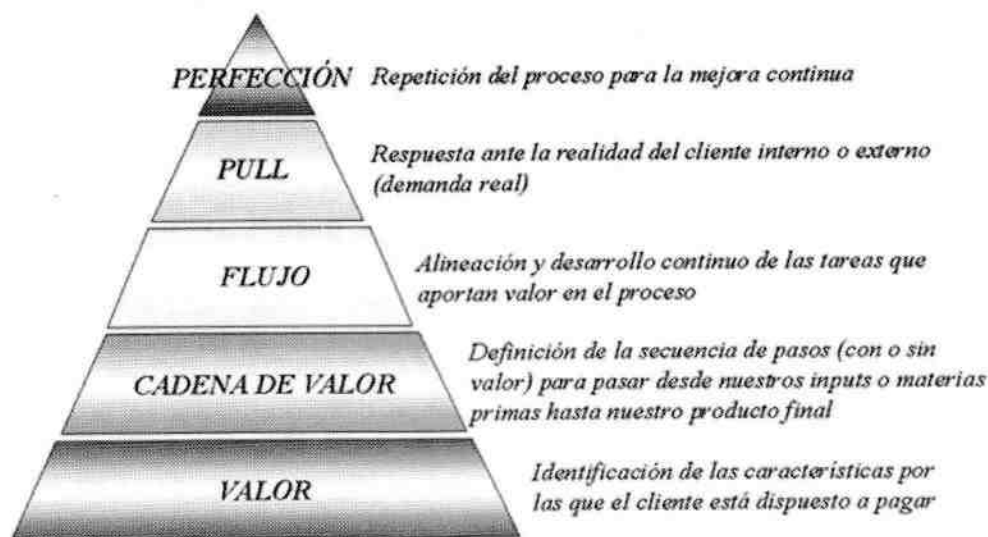 PERFECCIÓN
Repetición del proceso para la mejora continua
PULL
Respuesta ante la realidad del cliente interno o externo
(demanda real)
FLUJO
Alineación y desarrollo continuo de las tareas que
aportan valor en el proceso
CADENA DE VALOR
Definición de la secuencia de pasos (con o sin
valor) para pasar desde nuestros inputs o materias
primas hasta nuestro producto final
VALOR
Identificación de las características por
las que el cliente está dispuesto a pagar